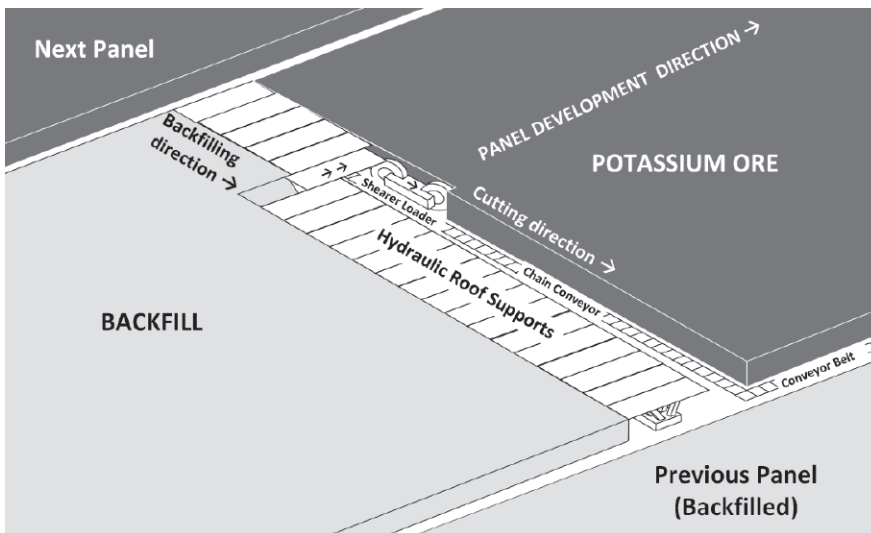 Next Panel
PANEL DEVELOPMENT DIRECTION →
POTASSIUM ORE
Backfilling
direction →
Shearer Loader
Cutting direction →
Hydraulic Roof Supports
Chain Conveyor
BACKFILL
Conveyor Belt
Previous Panel
(Backfilled)